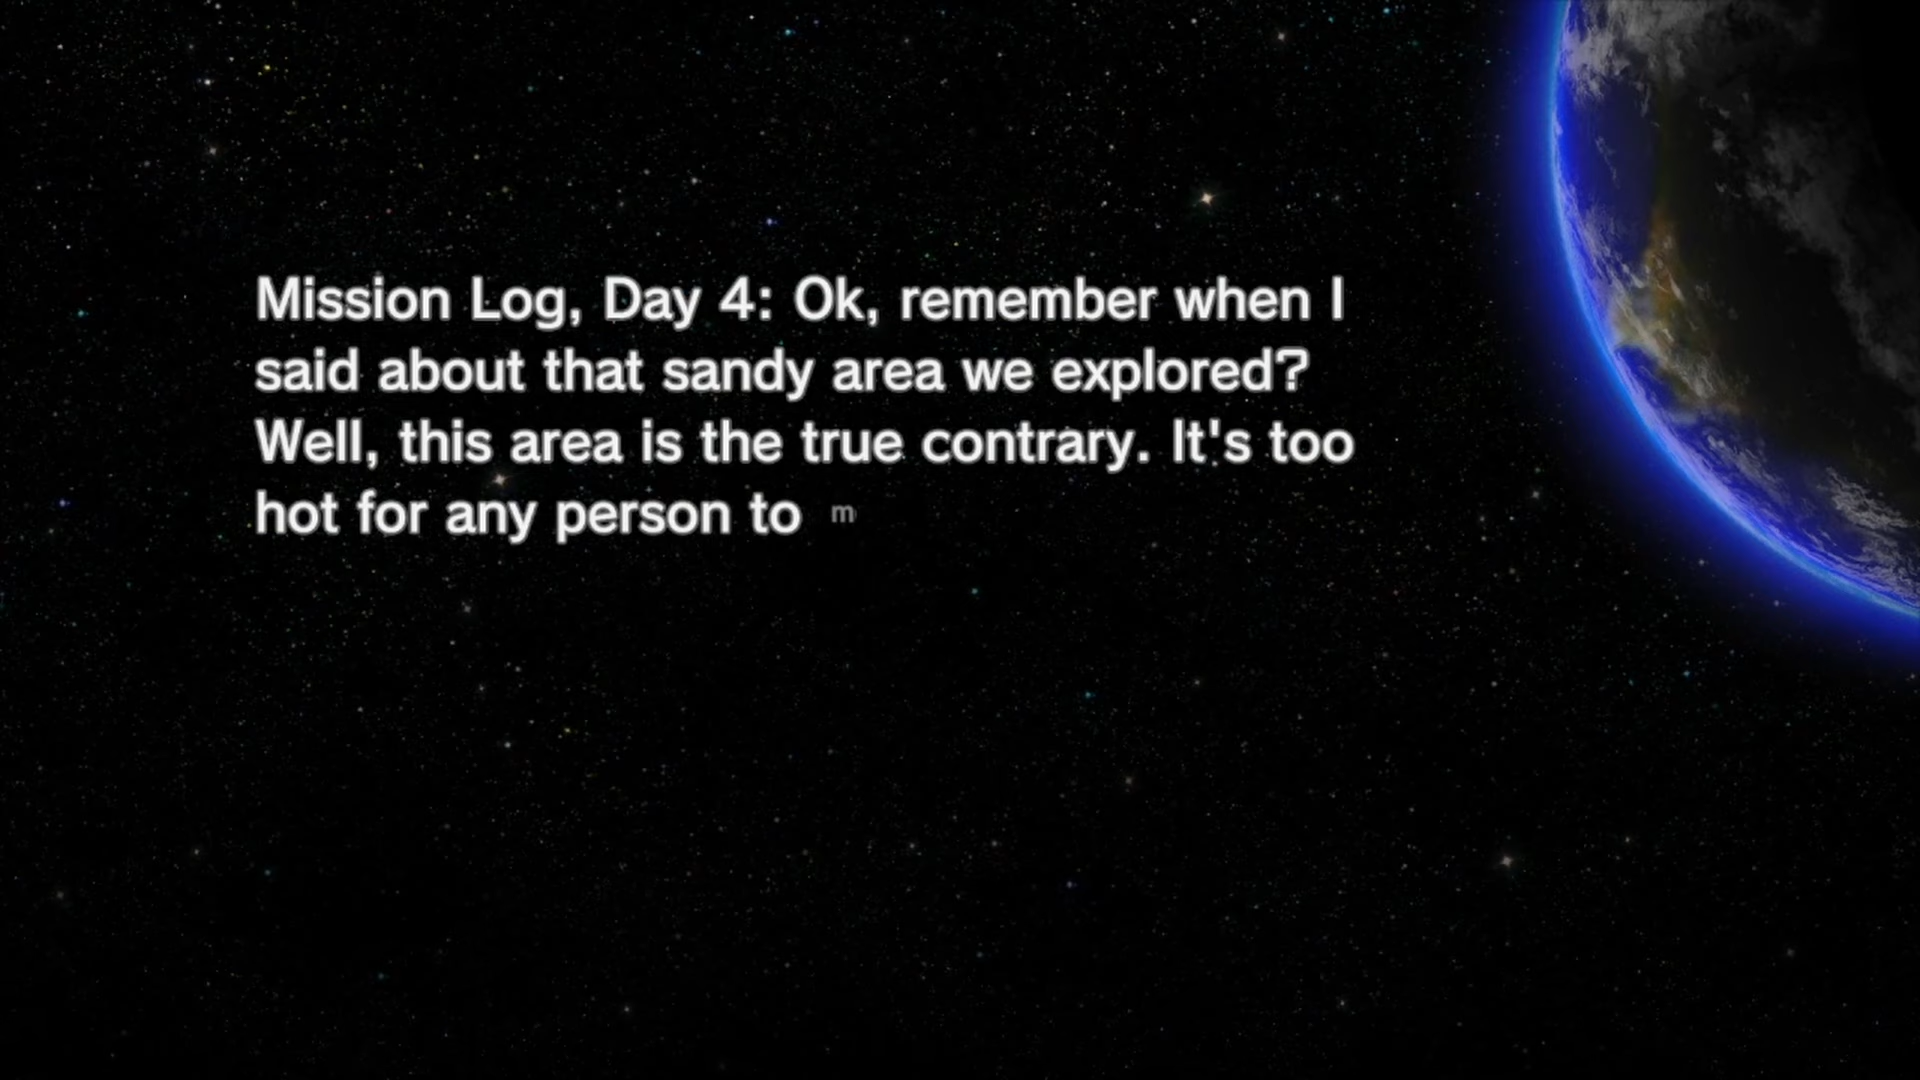 Mission Log, Day 4: Ok, remember when I
said about that sandy area we explored?
Well, this area is the true contrary. It's too
hot for any person to m